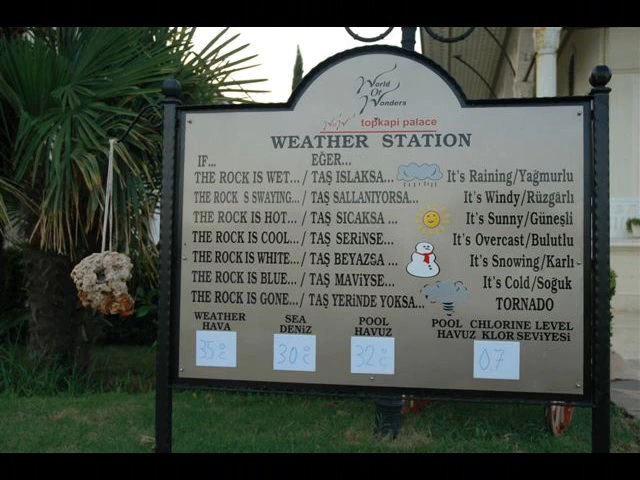 World
Of
Wonders
topkapi palace
WEATHER STATION
IF... EĞER...
THE ROCK IS WET... / TAŞ ISLAKSA... It's Raining/Yağmurlu
THE ROCK S SWAYING... / TAŞ SALLANIYORSA... It's Windy/Rüzgârlı
THE ROCK IS HOT... / TAŞ SICAKSA ... It's Sunny/Güneşli
THE ROCK IS COOL... / TAŞ SERİNSE... It's Overcast/Bulutlu
THE ROCK IS WHITE... / TAŞ BEYAZSA ... It's Snowing/Karlı
THE ROCK IS BLUE... / TAŞ MAVİYSE... It's Cold/Soğuk
THE ROCK IS GONE... / TAŞ YERİNDE YOKSA... TORNADO
WEATHER SEA POOL POOL CHLORINE LEVEL
HAVA DENİZ HAVUZ HAVUZ KLOR SEVİYESİ
35°C 30°C 32°C 0,7